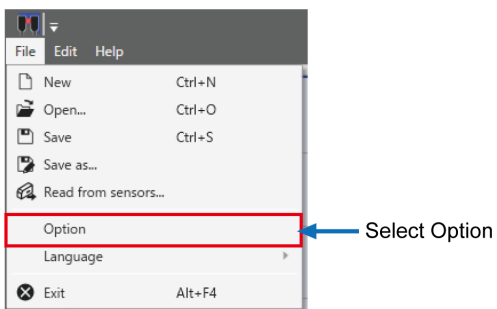 File Edit Help
New Ctrl+N
Open... Ctrl+O
Save Ctrl+S
Save as...
Read from sensors...
Option
Select Option
Language
Exit Alt+F4